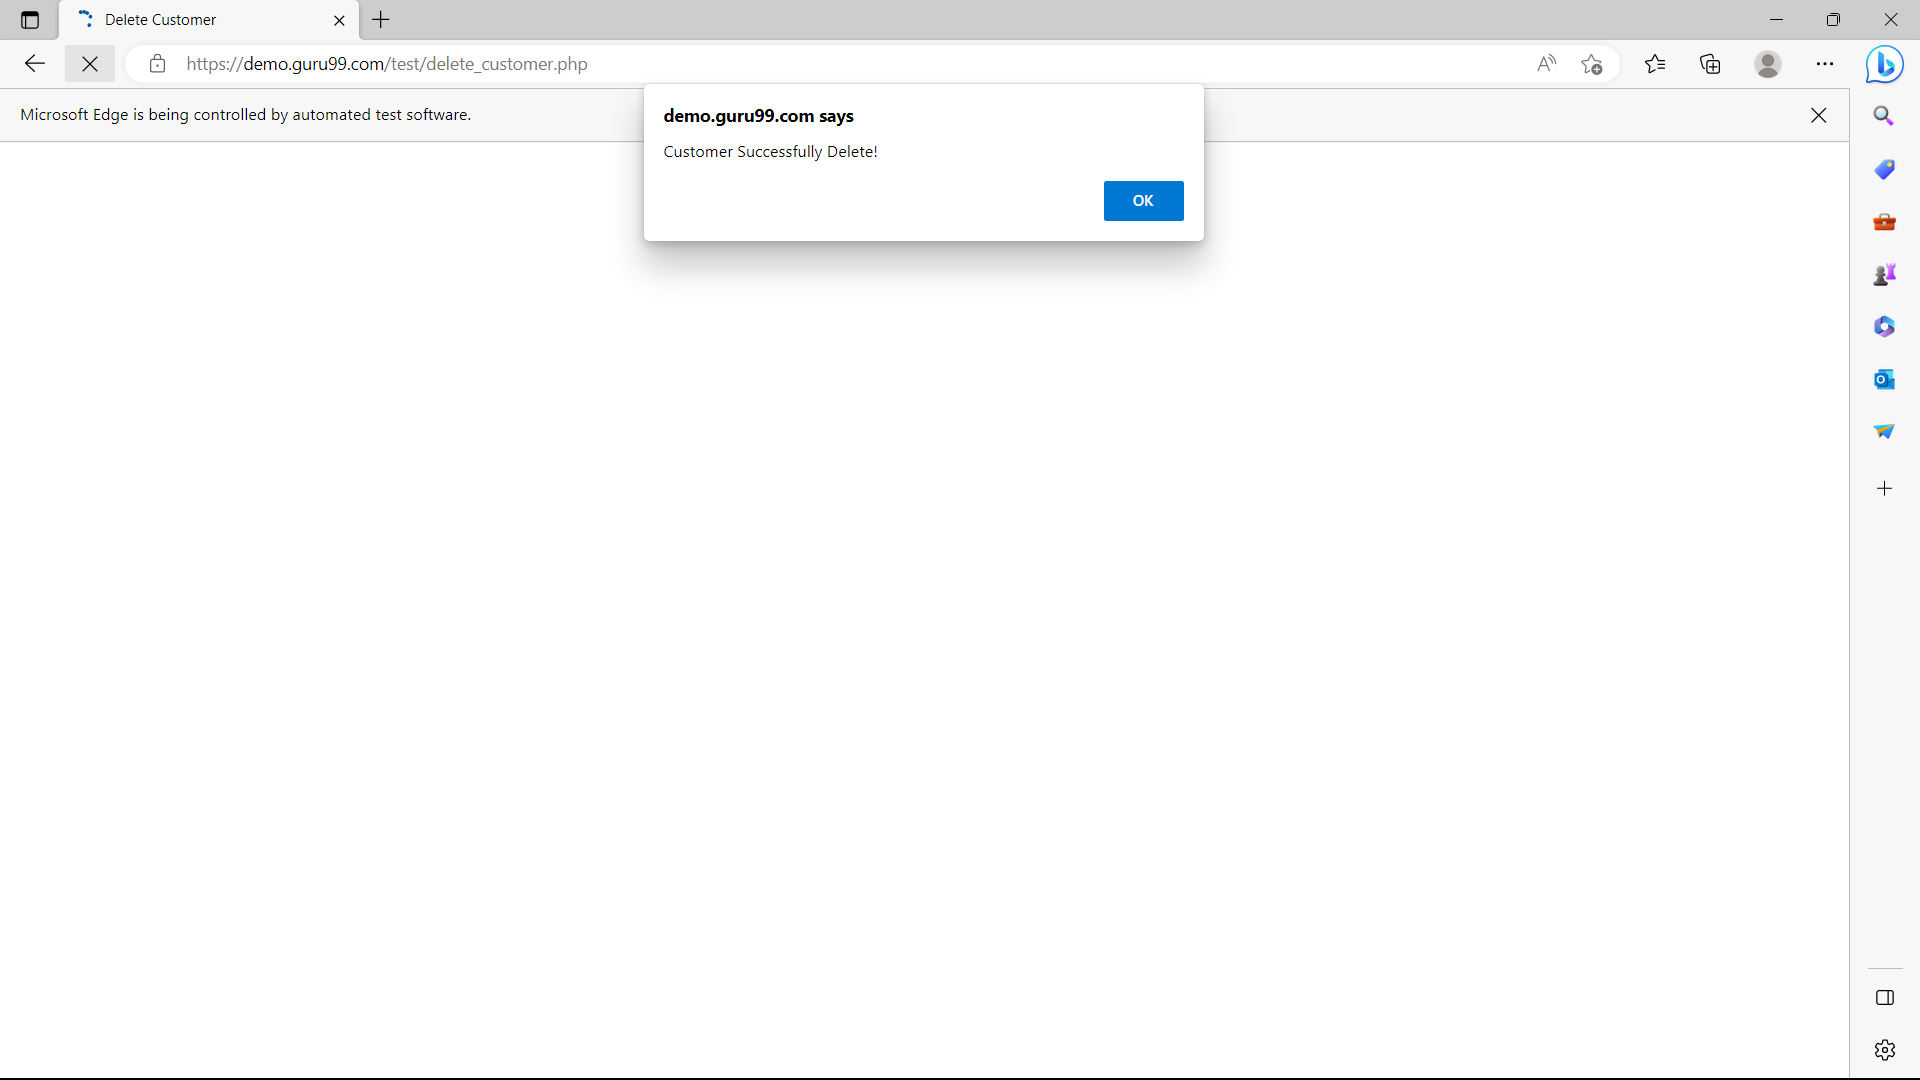 Delete Customer
https://demo.guru99.com/test/delete_customer.php
Microsoft Edge is being controlled by automated test software.
demo.guru99.com says
Customer Successfully Delete!
OK